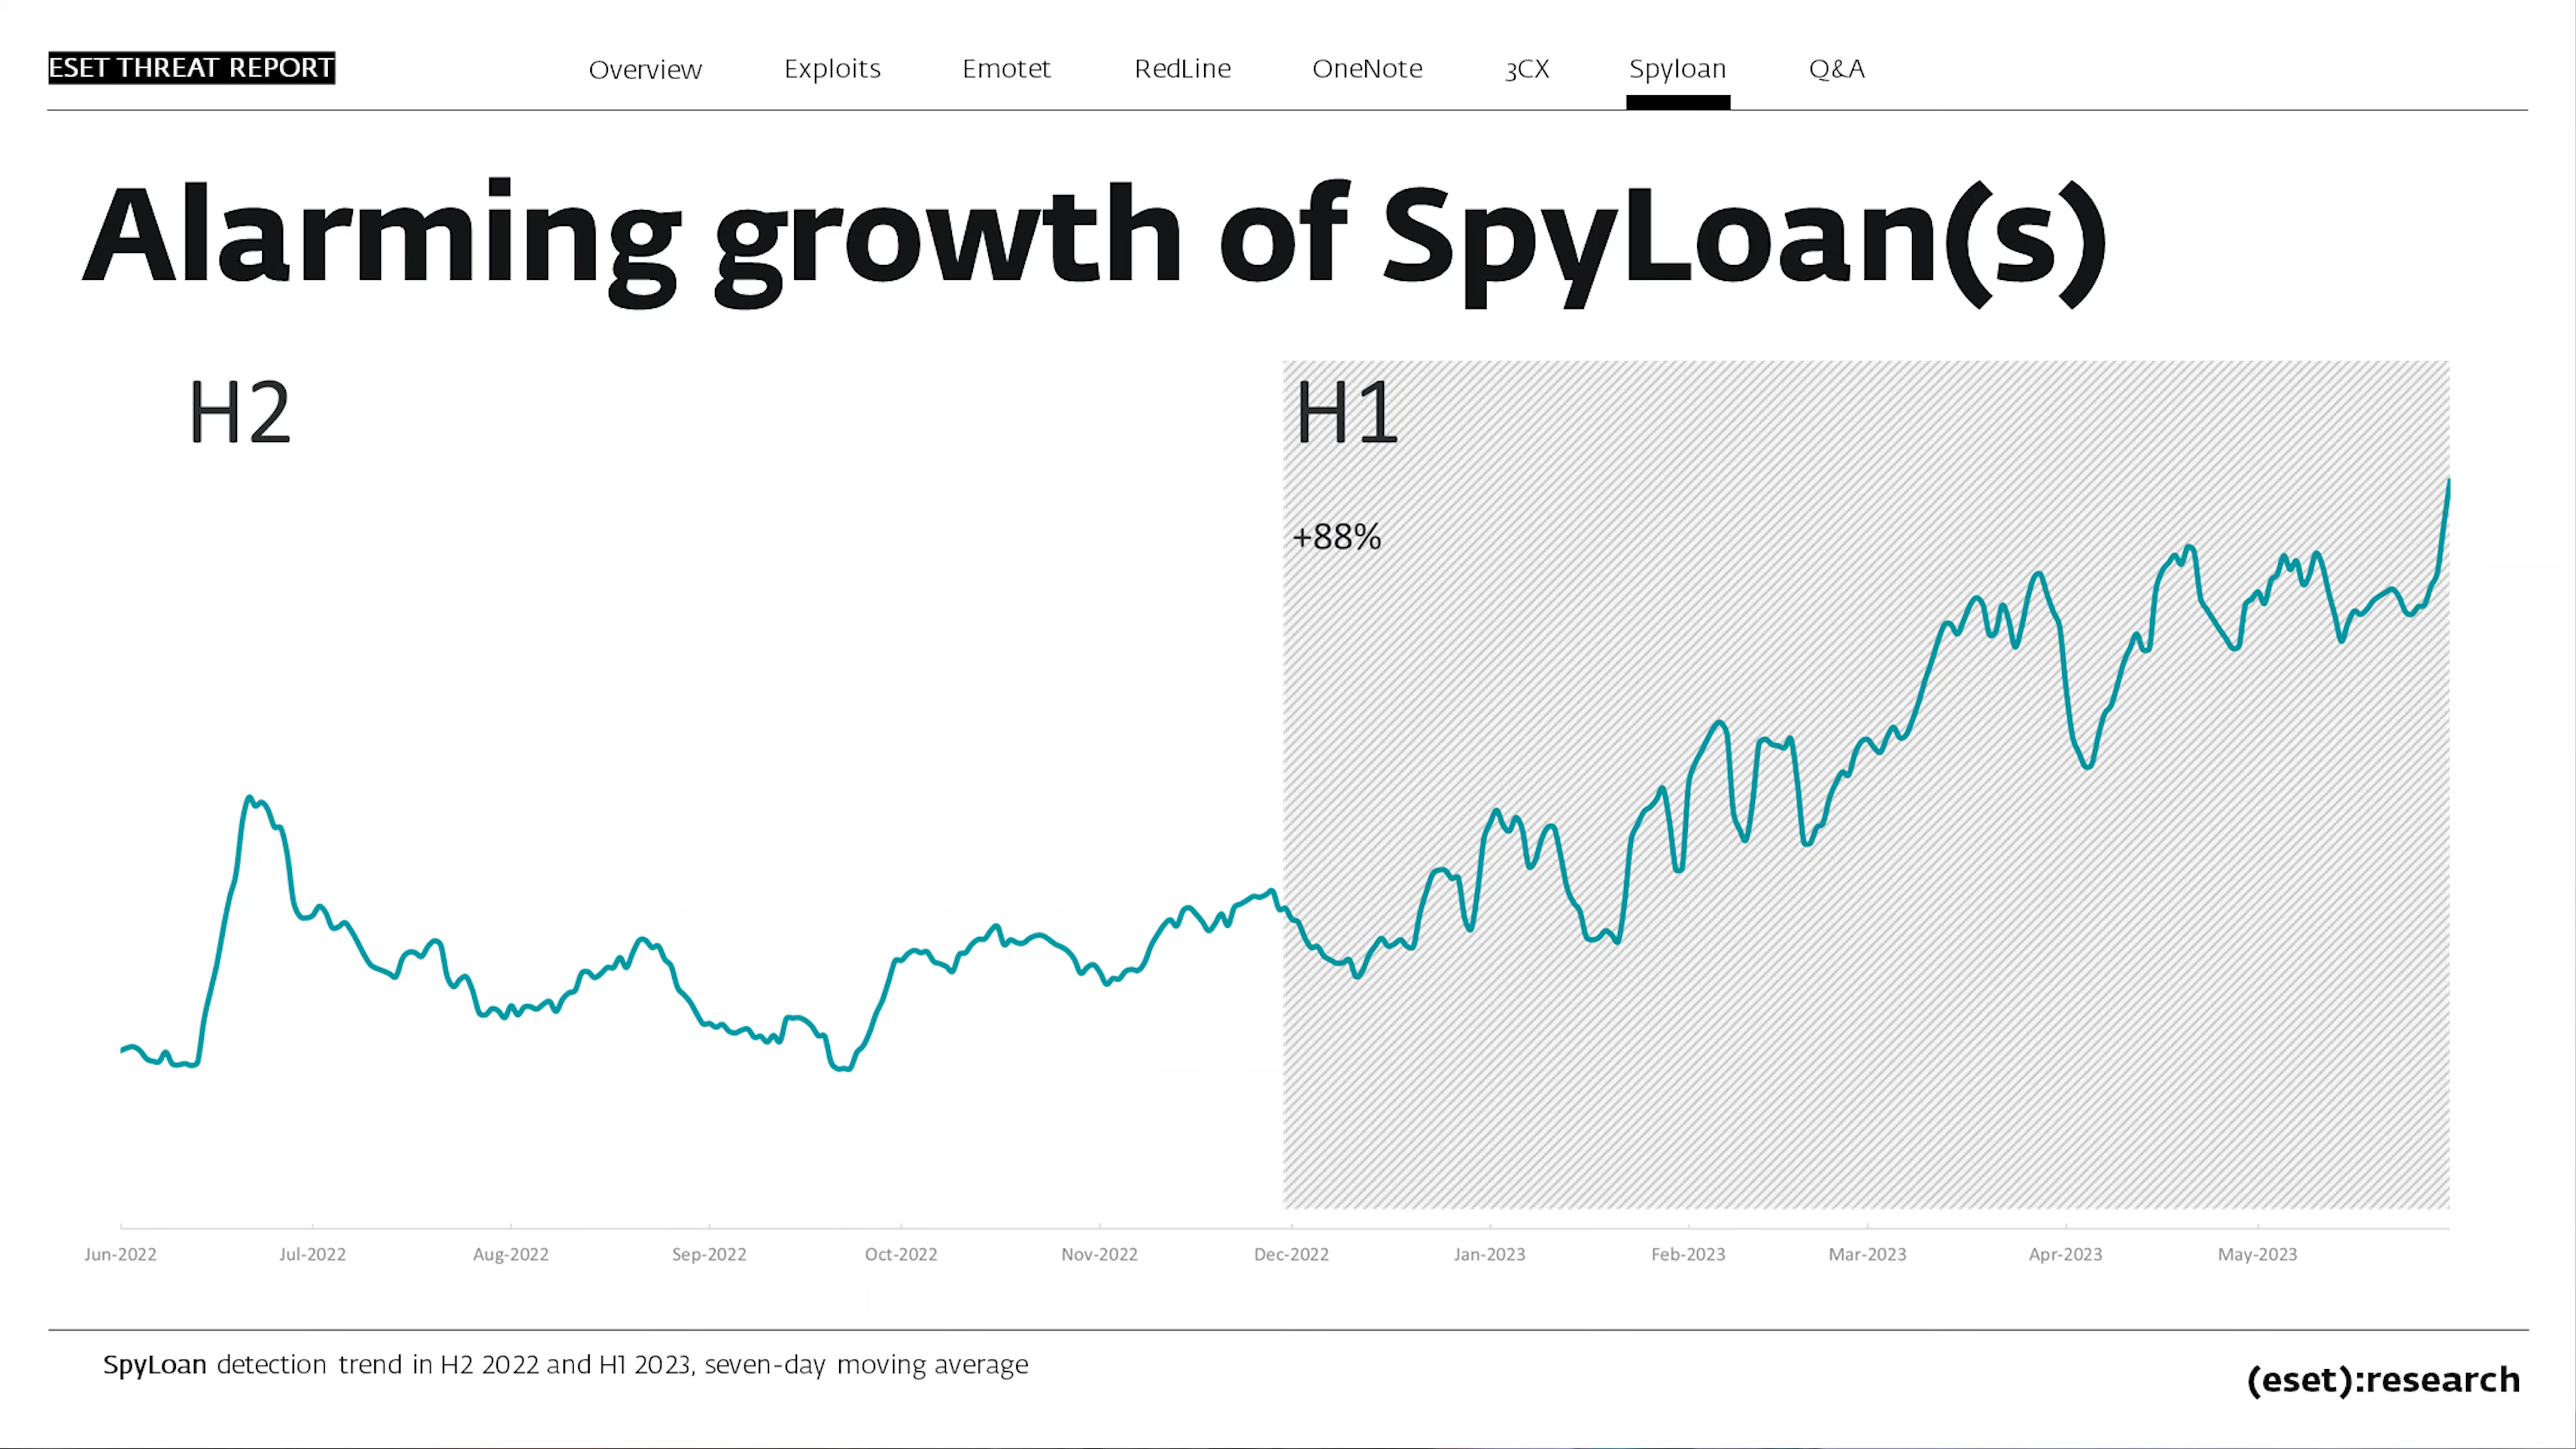 ESET THREAT REPORT
Overview Exploits Emotet RedLine OneNote 3CX Spyloan Q&A
Alarming growth of SpyLoan(s)
H2 H1
+88%
Jun-2022 Jul-2022 Aug-2022 Sep-2022 Oct-2022 Nov-2022 Dec-2022 Jan-2023 Feb-2023 Mar-2023 Apr-2023 May-2023
SpyLoan detection trend in H2 2022 and H1 2023, seven-day moving average
(eset):research